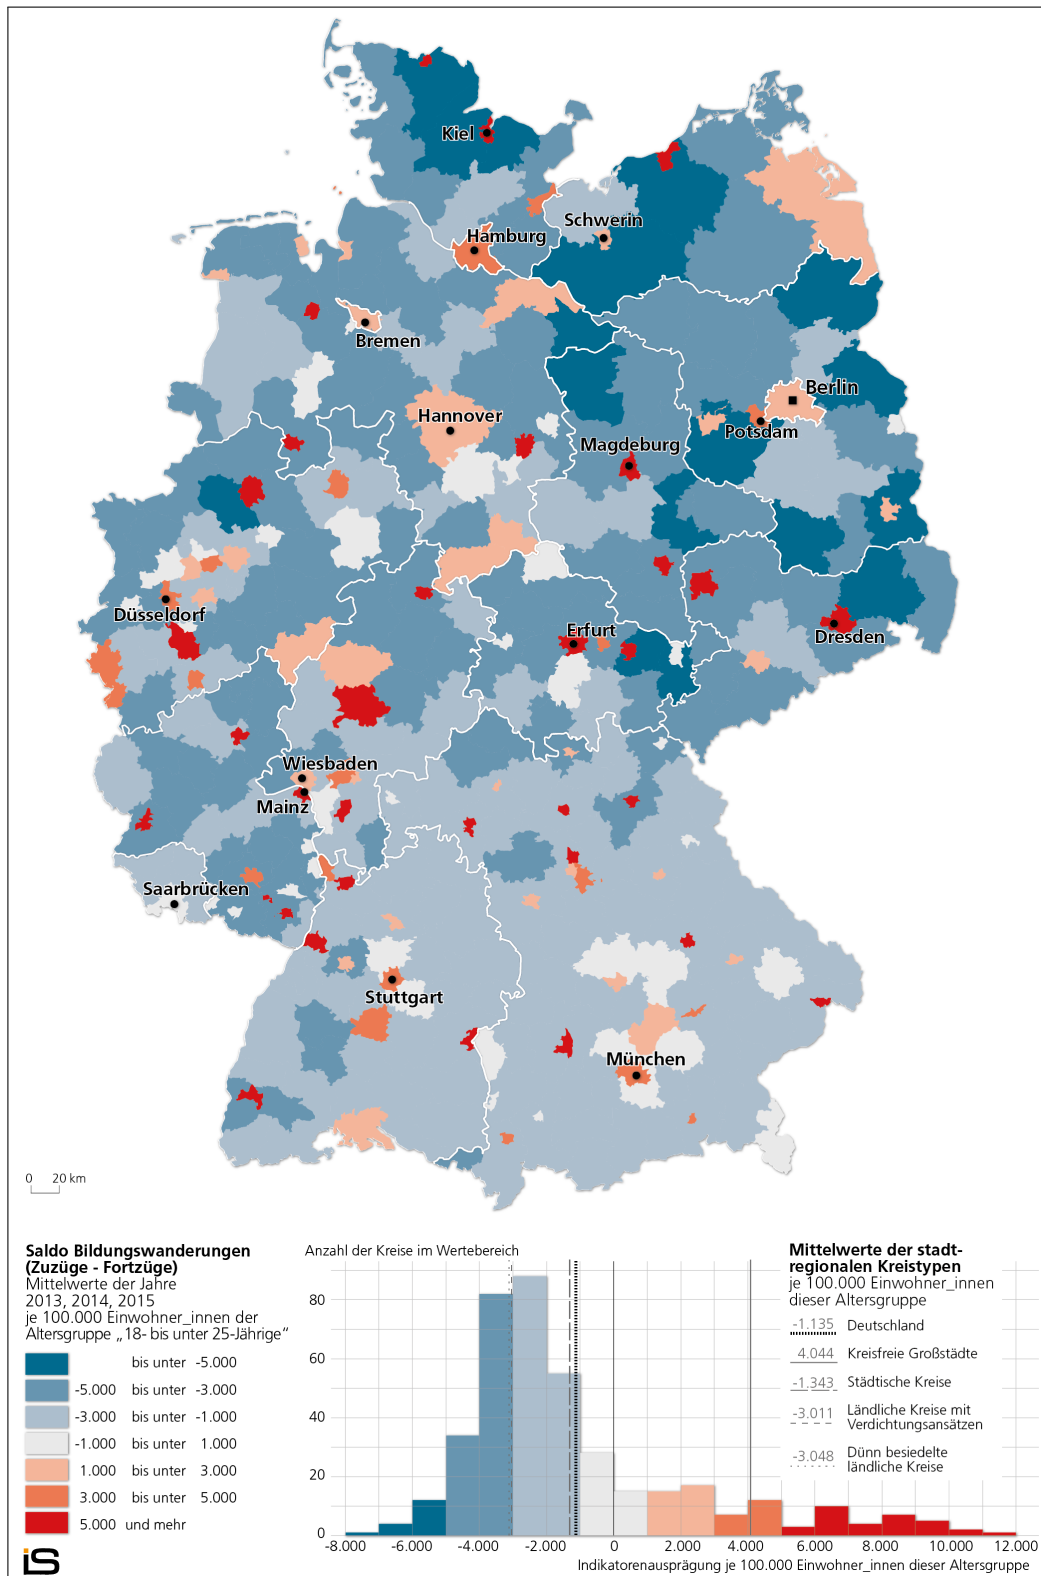 Kiel
Schwerin
Hamburg
Bremen
Berlin
Hannover
Potsdam
Magdeburg
Düsseldorf
Erfurt
Dresden
Wiesbaden
Mainz
Saarbrücken
Stuttgart
München
0 20 km
Saldo Bildungswanderungen
(Zuzüge - Fortzüge)
Mittelwerte der Jahre
2013, 2014, 2015
je 100.000 Einwohner_innen der
Altersgruppe „18- bis unter 25-Jährige“
bis unter -5.000
-5.000 bis unter -3.000
-3.000 bis unter -1.000
-1.000 bis unter 1.000
1.000 bis unter 3.000
3.000 bis unter 5.000
5.000 und mehr
is
Anzahl der Kreise im Wertebereich
80
60
40
20
0
-8.000 -6.000 -4.000 -2.000 0 2.000 4.000 6.000 8.000 10.000 12.000
Indikatorenausprägung je 100.000 Einwohner_innen dieser Altersgruppe
Mittelwerte der stadt-
regionalen Kreistypen
je 100.000 Einwohner_innen
dieser Altersgruppe
-1.135 Deutschland
4.044 Kreisfreie Großstädte
-1.343 Städtische Kreise
-3.011 Ländliche Kreise mit
Verdichtungsansätzen
-3.048 Dünn besiedelte
ländliche Kreise